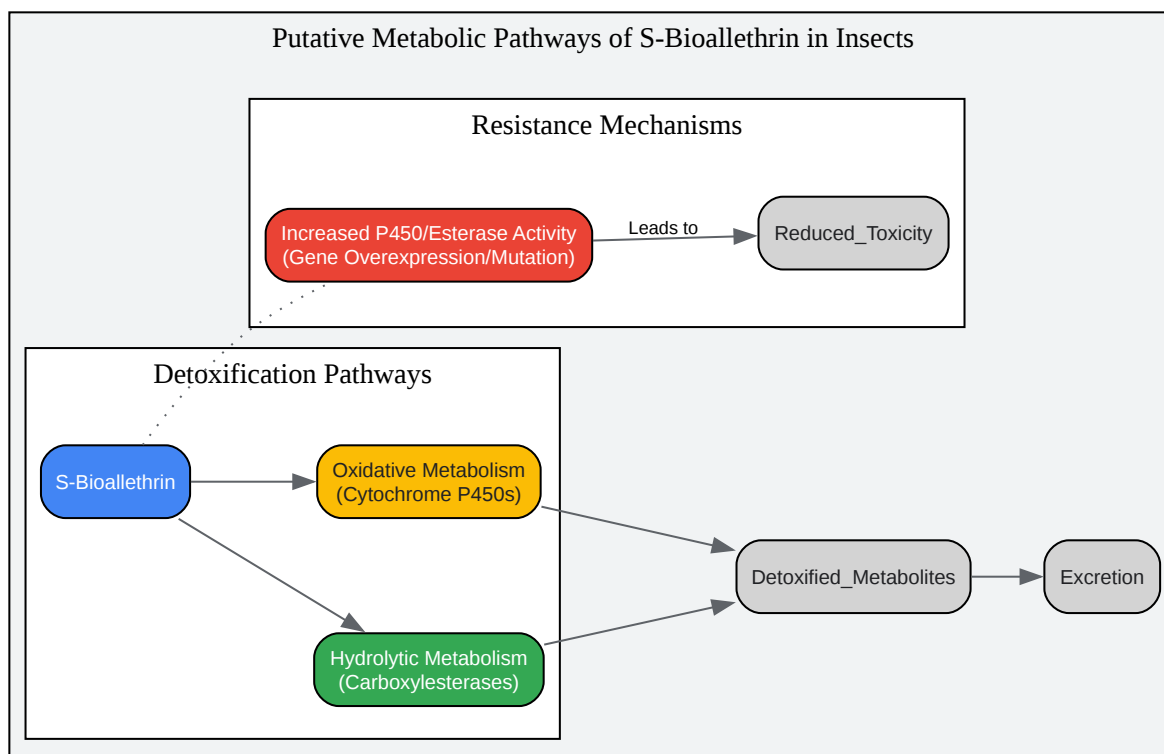 Putative Metabolic Pathways of S-Bioallethrin in Insects
Resistance Mechanisms
Increased P450/Esterase Activity
(Gene Overexpression/Mutation)
Leads to
Reduced_Toxicity
Detoxification Pathways
S-Bioallethrin
Oxidative Metabolism
(Cytochrome P450s)
Hydrolytic Metabolism
(Carboxylesterases)
Detoxified_Metabolites
Excretion